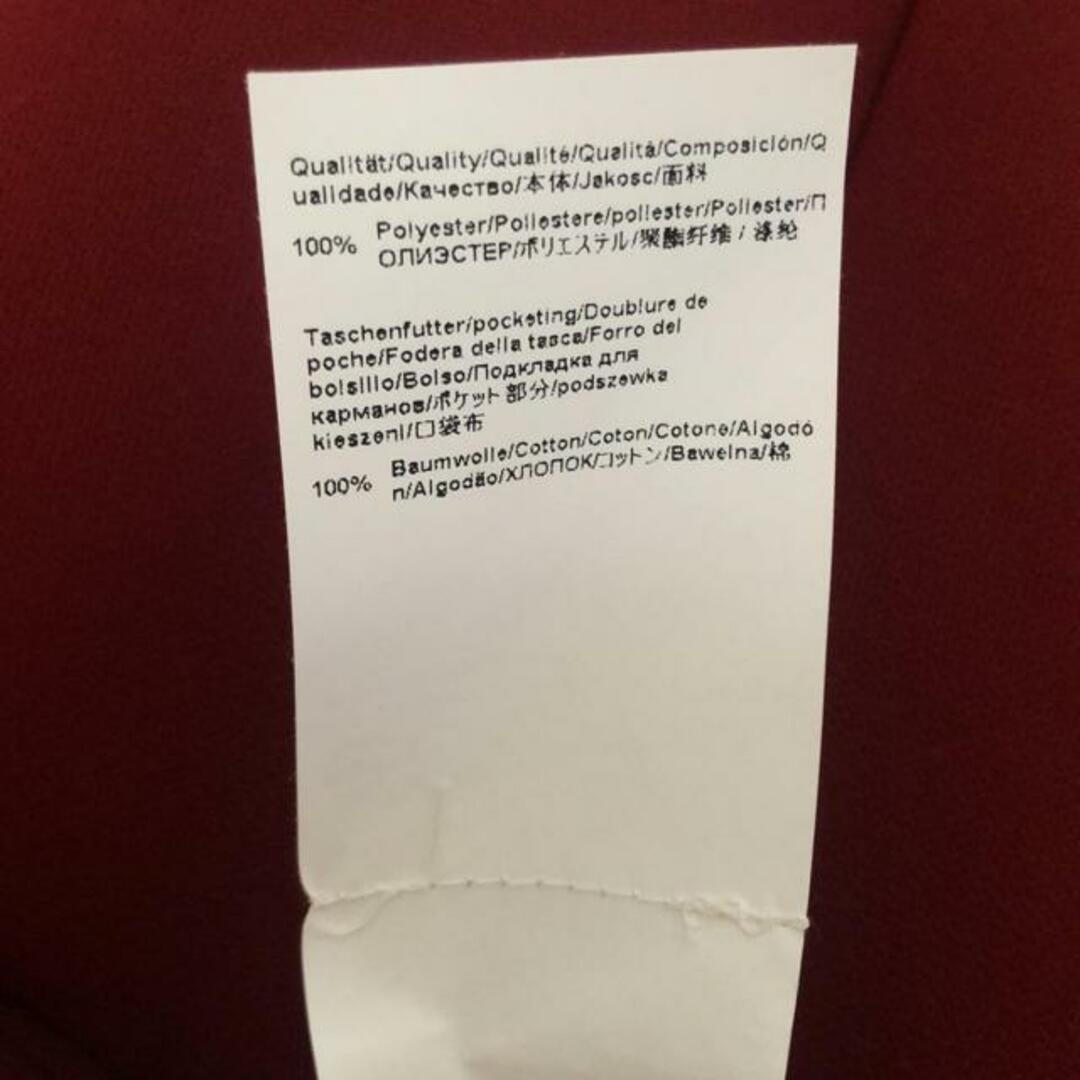 Qualität/Quality/Qualité/Qualità/Composición/Q
ualidade/Качество/本体/Jakosc/面料
100% Polyester/Poliestere/poliester/Poliester/П
ОЛИЭСТЕР/ポリエステル/聚酯纤维 / 涤纶
Taschenfutter/pocketing/Doublure de
poche/Fodera della tasca/Forro del
bolsillo/Bolso/Подкладка для
карманов/ポケット部分/podszewka
kieszeni/口袋布
100% Baumwolle/Cotton/Coton/Cotone/Algodó
n/Algodão/ХЛОПОК/コットン/Bawelna/棉